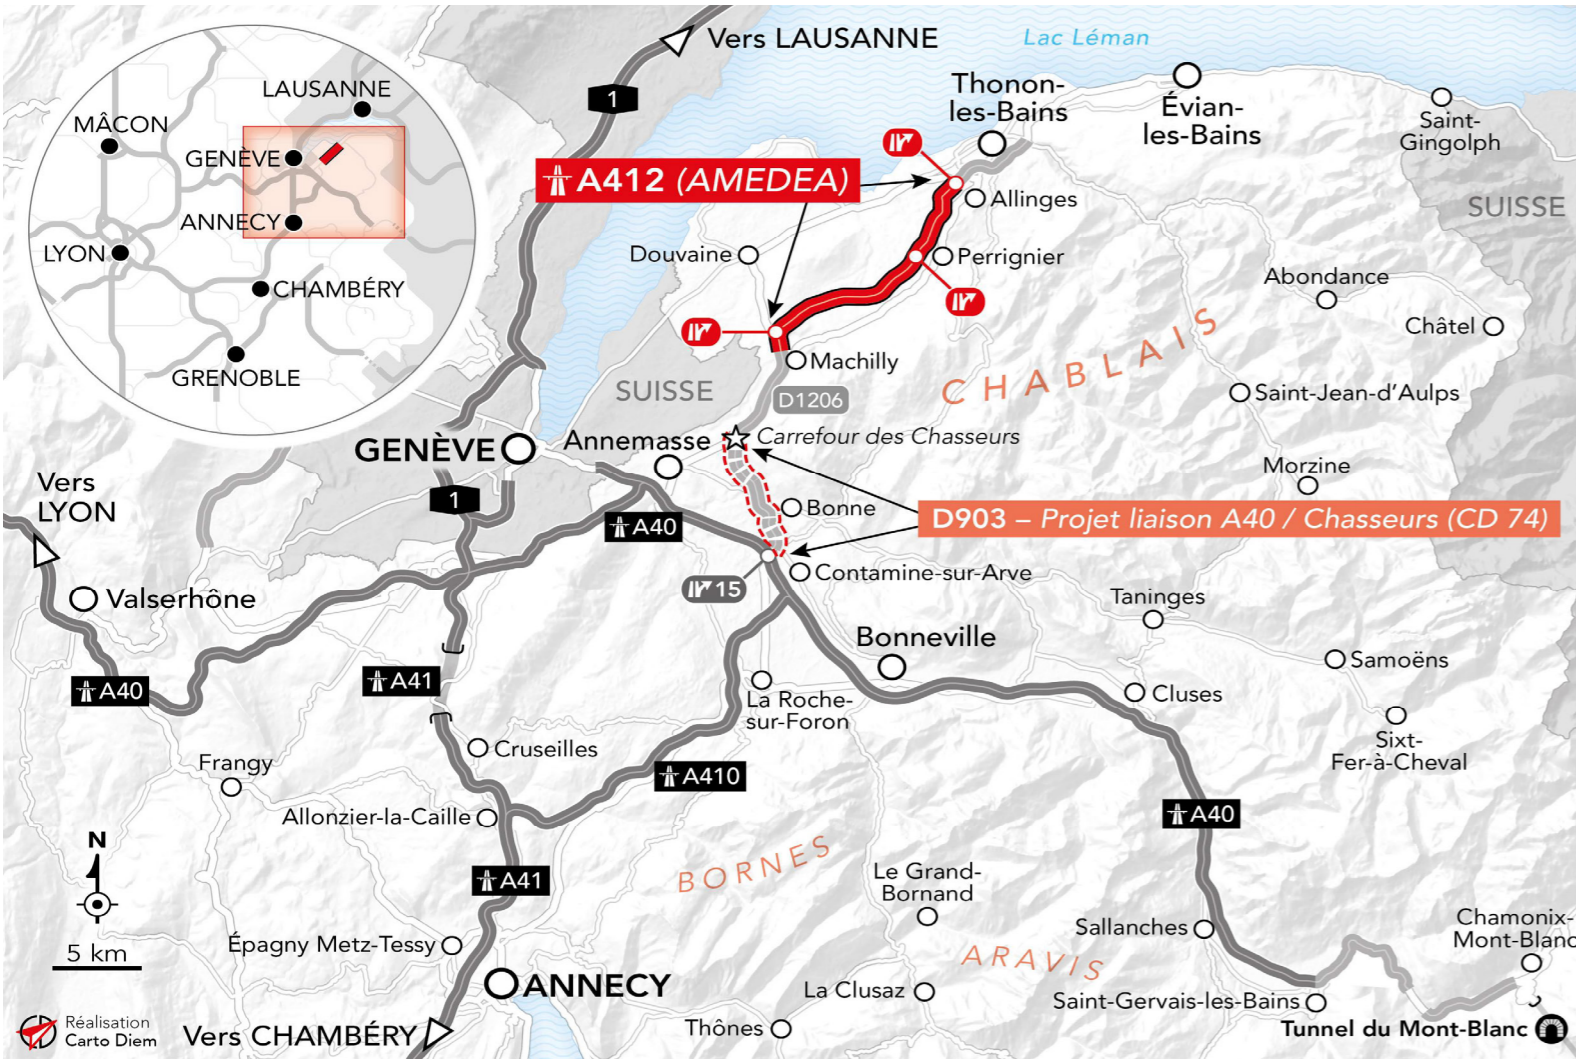 Vers LAUSANNE
Lac Léman
LAUSANNE
MÂCON
GENÈVE
ANNECY
LYON
CHAMBÉRY
GRENOBLE
1
Thonon-
les-Bains
Évian-
les-Bains
Saint-
Gingolph
A412 (AMEDEA)
Allinges
SUISSE
Douvaine
Perrignier
Abondance
Châtel
Machilly
SUISSE
D1206
CHABLAIS
Saint-Jean-d'Aulps
GENÈVE
Annemasse
Carrefour des Chasseurs
Morzine
Vers
LYON
1
A40
Bonne
D903 – Projet liaison A40 / Chasseurs (CD 74)
Contamine-sur-Arve
15
Valserhône
Taninges
Bonneville
Samoëns
A40
A41
La Roche-
sur-Foron
Cluses
Sixt-
Fer-à-Cheval
Cruseilles
Frangy
A410
Allonzier-la-Caille
A40
N
5 km
A41
BORNES
Le Grand-
Bornand
Sallanches
Chamonix-
Mont-Blanc
Épagny Metz-Tessy
ARAVIS
ANNECY
La Clusaz
Saint-Gervais-les-Bains
Réalisation
Carto Diem
Vers CHAMBÉRY
Thônes
Tunnel du Mont-Blanc